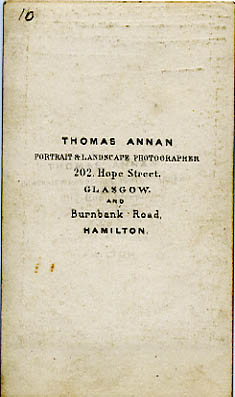 10
THOMAS ANNAN
PORTRAIT & LANDSCAPE PHOTOGRAPHER
202, Hope Street,
GLASGOW.
AND
Burnbank Road,
HAMILTON.